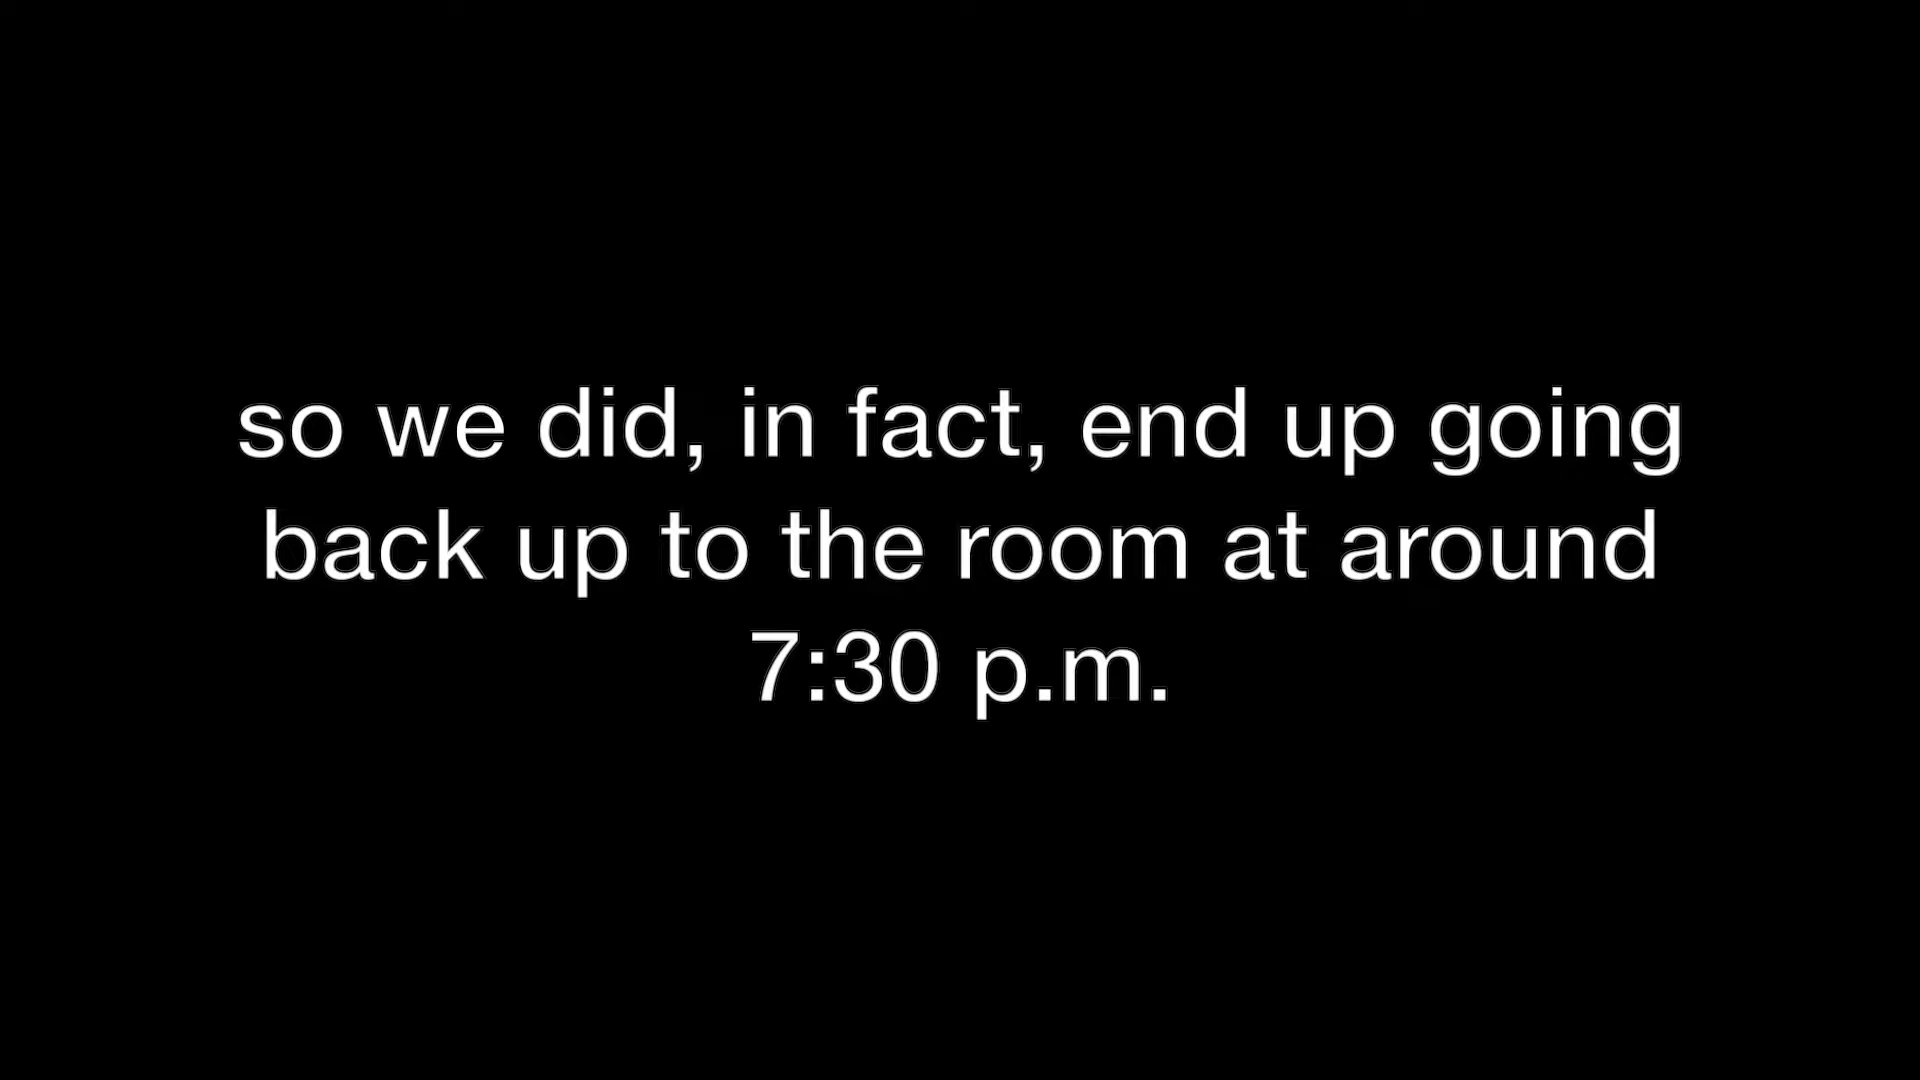 so we did, in fact, end up going
back up to the room at around
7:30 p.m.